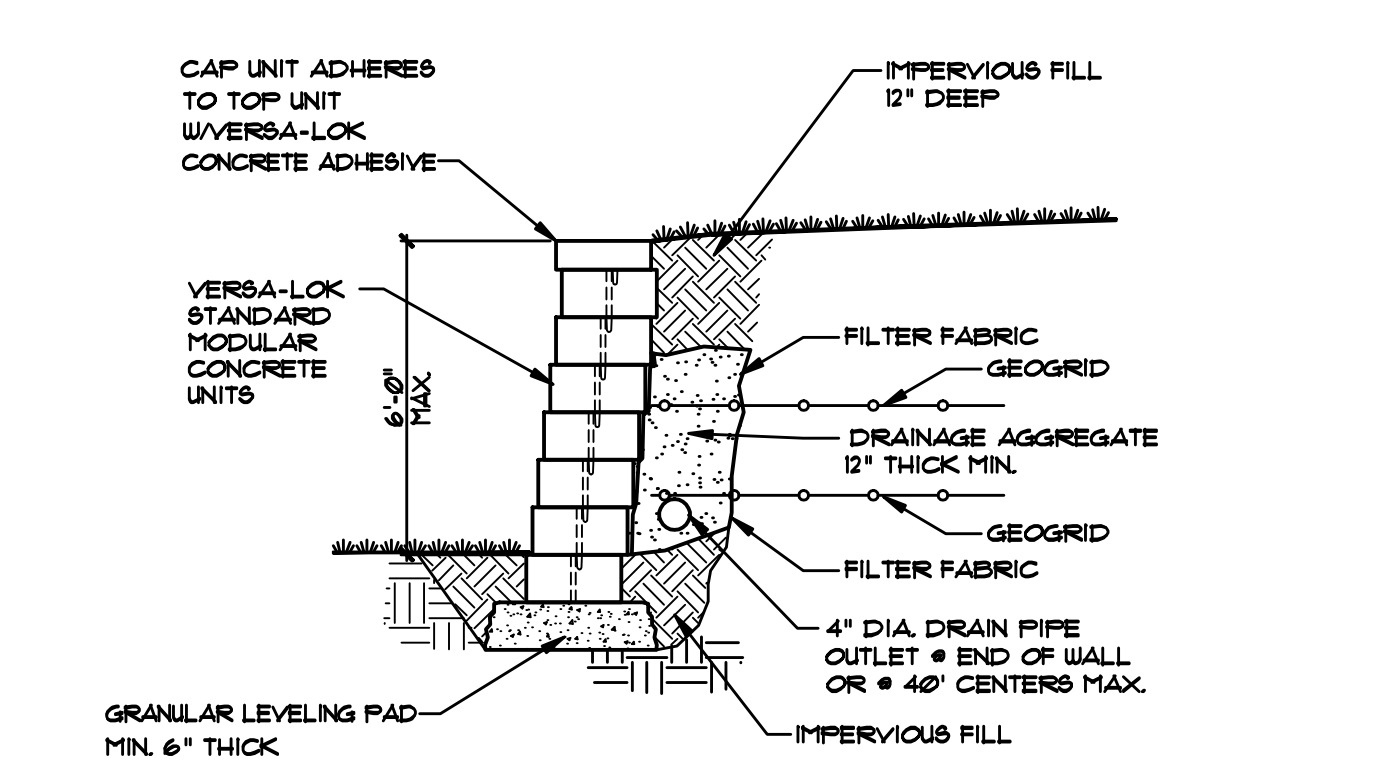 CAP UNIT ADHERES
TO TOP UNIT
W/VERSA-LOK
CONCRETE ADHESIVE
IMPERVIOUS FILL
12" DEEP
VERSA-LOK
STANDARD
MODULAR
CONCRETE
UNITS
6'-0"
MAX.
FILTER FABRIC
GEOGRID
DRAINAGE AGGREGATE
12" THICK MIN.
GEOGRID
FILTER FABRIC
4" DIA. DRAIN PIPE
OUTLET @ END OF WALL
OR @ 40' CENTERS MAX.
IMPERVIOUS FILL
GRANULAR LEVELING PAD
MIN. 6" THICK